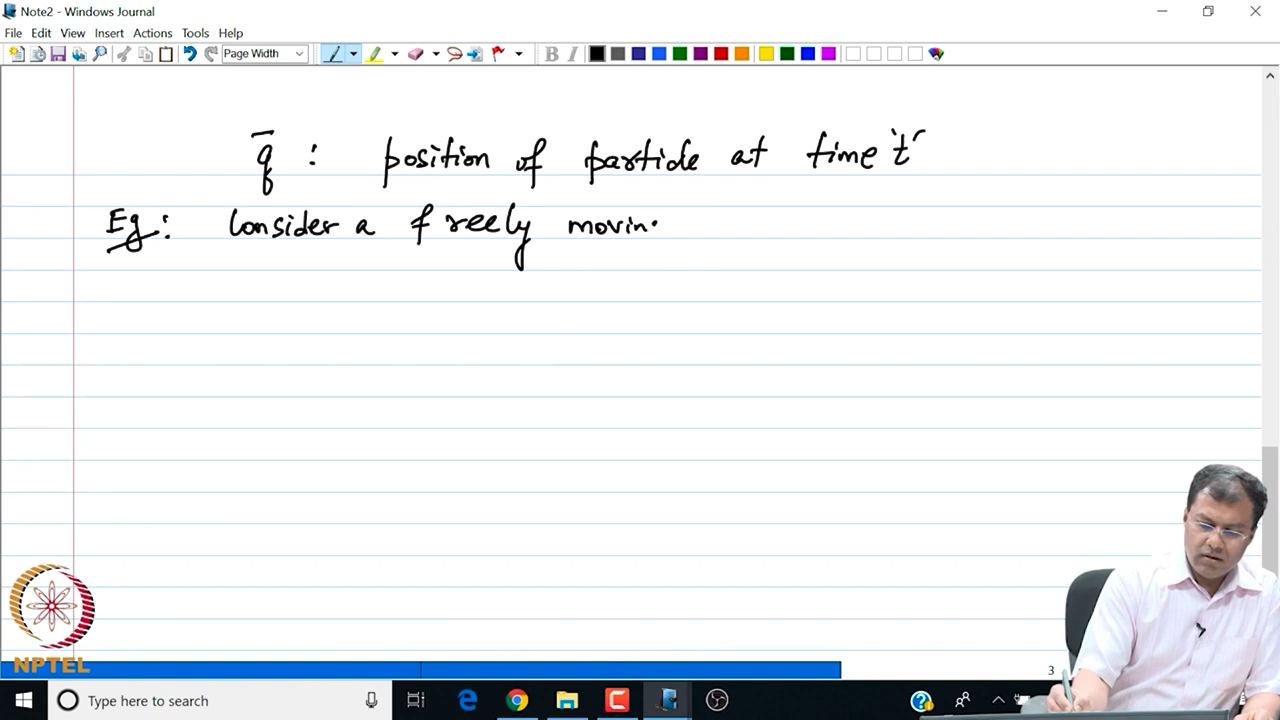 Note2 - Windows Journal
File Edit View Insert Actions Tools Help
Page Width B I
q̄ : position of particle at time 't'
Eg: Consider a freely movin
NPTEL
3
Type here to search